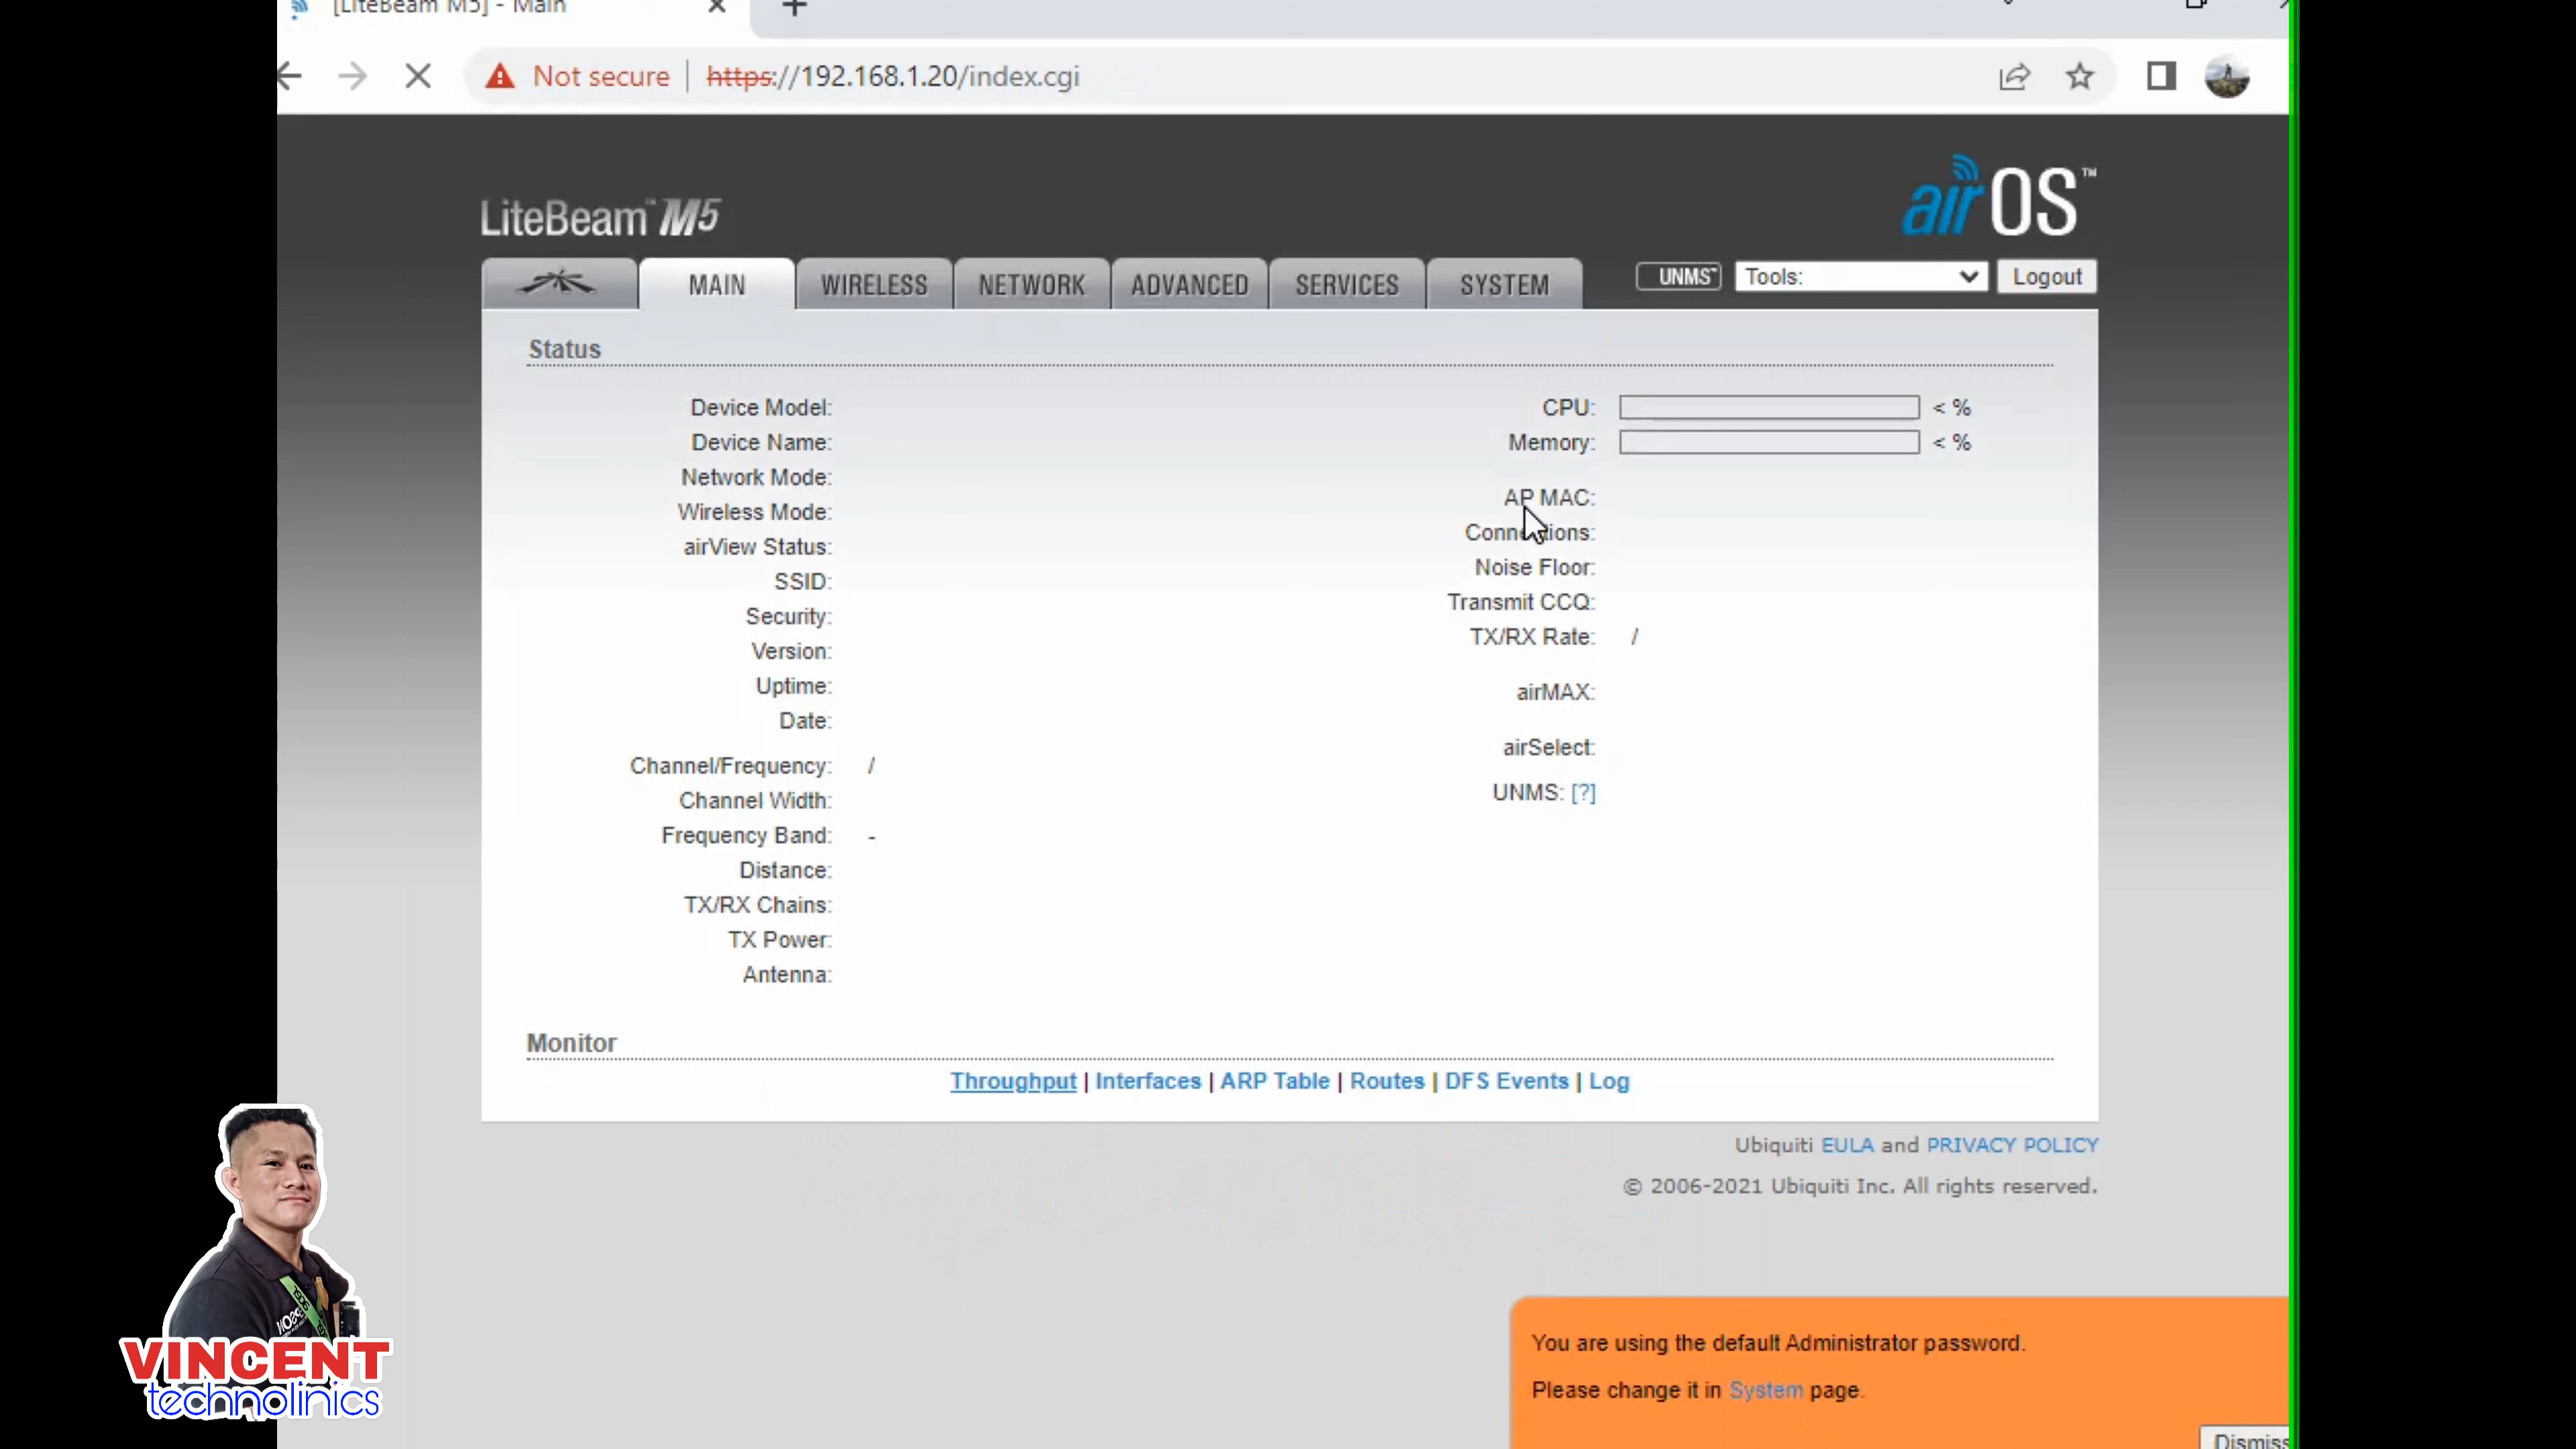 [LiteBeam M5] - Main
Not secure | https://192.168.1.20/index.cgi
LiteBeam™ M5
airOS™
MAIN WIRELESS NETWORK ADVANCED SERVICES SYSTEM
UNMS™ Tools: Logout
Status
Device Model:
Device Name:
Network Mode:
Wireless Mode:
airView Status:
SSID:
Security:
Version:
Uptime:
Date:
Channel/Frequency: /
Channel Width:
Frequency Band: -
Distance:
TX/RX Chains:
TX Power:
Antenna:
CPU: < %
Memory: < %
AP MAC:
Connections:
Noise Floor:
Transmit CCQ:
TX/RX Rate: /
airMAX:
airSelect:
UNMS: [?]
Monitor
Throughput | Interfaces | ARP Table | Routes | DFS Events | Log
Ubiquiti EULA and PRIVACY POLICY
© 2006-2021 Ubiquiti Inc. All rights reserved.
You are using the default Administrator password.
Please change it in System page.
Dismiss
VINCENT
technolinics